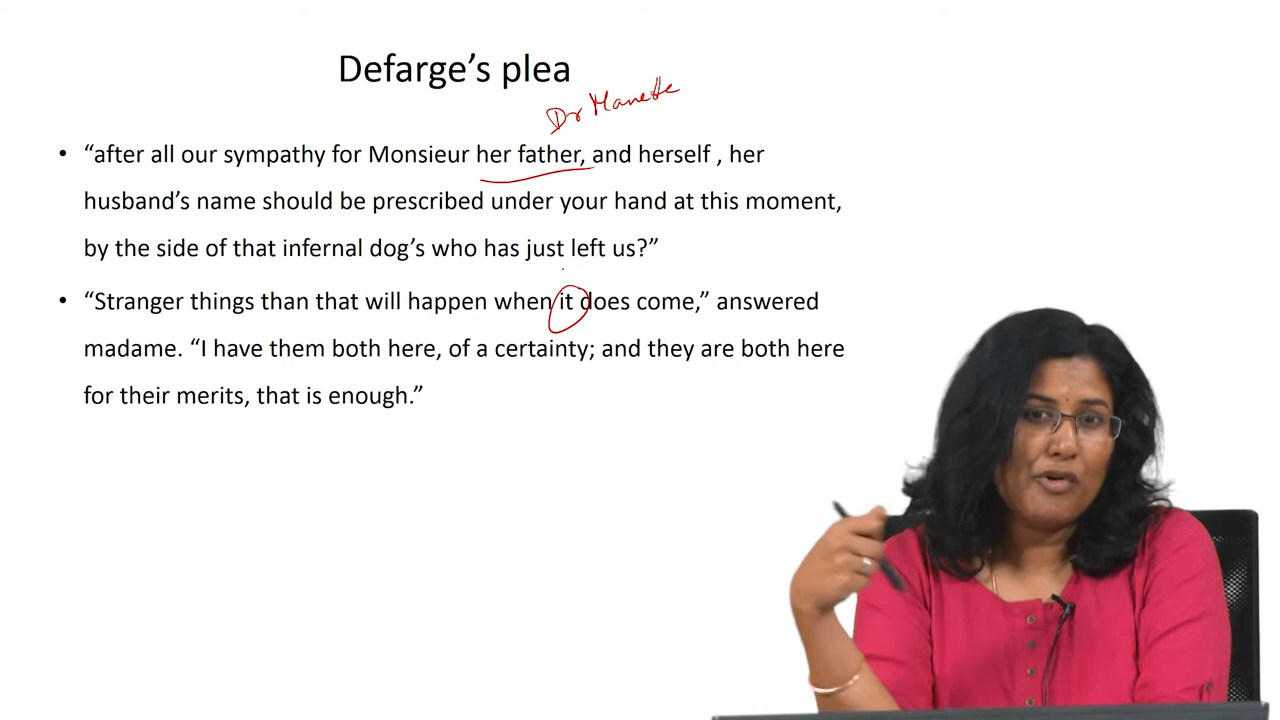 Defarge’s plea
Dr Manette
• “after all our sympathy for Monsieur her father, and herself , her
husband’s name should be prescribed under your hand at this moment,
by the side of that infernal dog’s who has just left us?”
• “Stranger things than that will happen when it does come,” answered
madame. “I have them both here, of a certainty; and they are both here
for their merits, that is enough.”